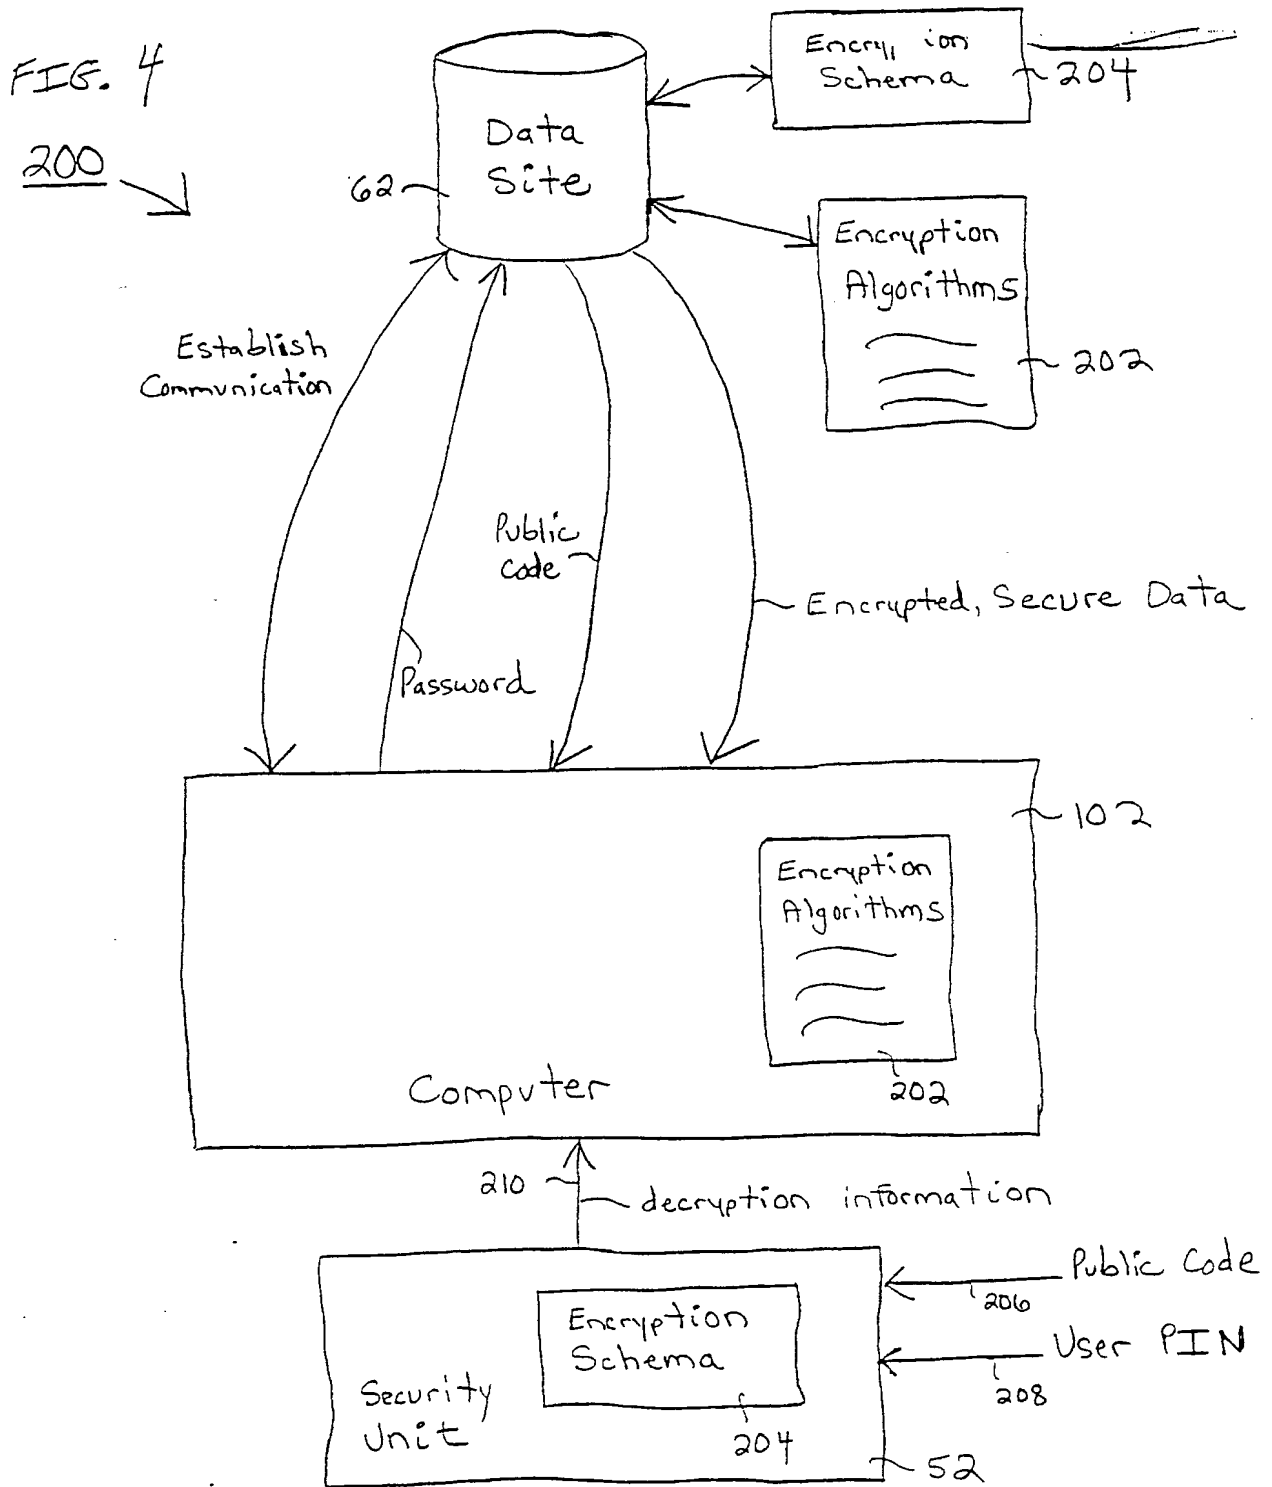 FIG. 4
200
Data
Site
62
Encry, ion
Schema
204
Encryption
Algorithms
202
Establish
Communication
Public
Code
Password
Encrypted, Secure Data
102
Encryption
Algorithms
202
Computer
210
decryption information
Encryption
Schema
204
Security
Unit
Public Code
206
User PIN
208
52